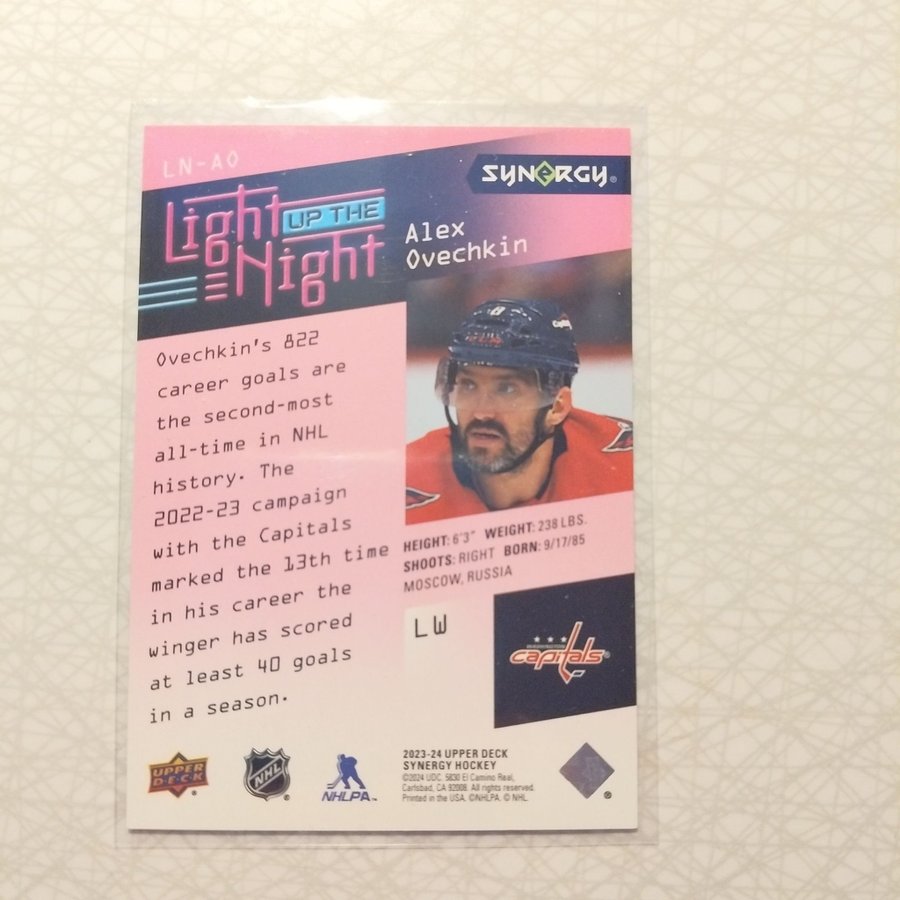 LN-AO
SYNERGY®
Light UP THE
Night
Alex
Ovechkin
Ovechkin's 822
career goals are
the second-most
all-time in NHL
history. The
2022-23 campaign
with the Capitals
marked the 13th time
in his career the
winger has scored
at least 40 goals
in a season.
8
HEIGHT: 6'3" WEIGHT: 238 LBS.
SHOOTS: RIGHT BORN: 9/17/85
MOSCOW, RUSSIA
LW
capitals®
UPPER
D·E·C·K
®
NHL
®
NHLPA™
2023-24 UPPER DECK
SYNERGY HOCKEY
©2024 UDC. 5830 El Camino Real,
Carlsbad, CA 92008. All rights reserved.
Printed in the USA. ©NHLPA. © NHL.
®